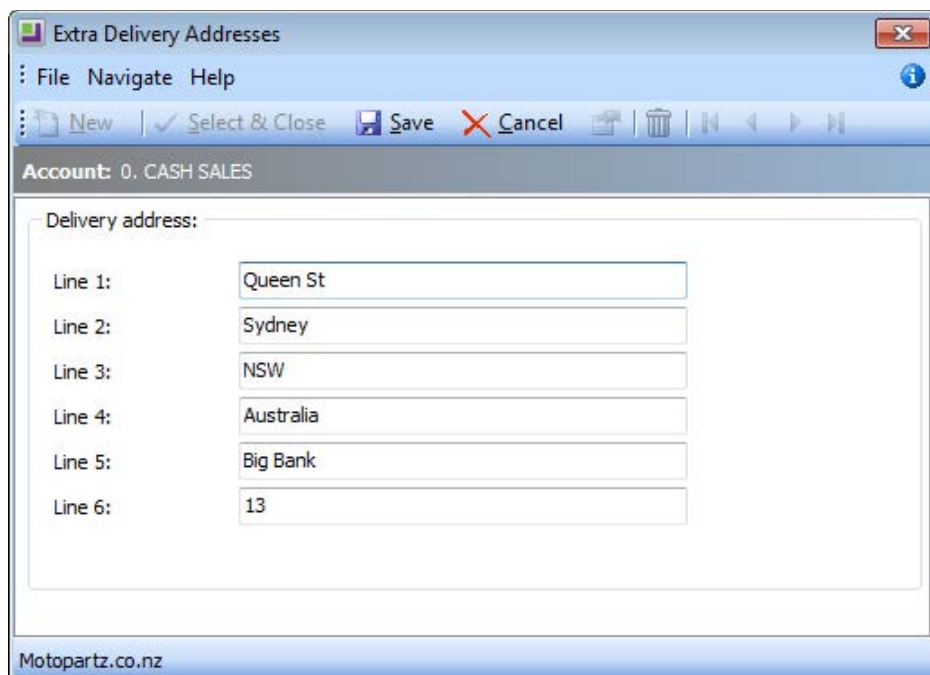 Extra Delivery Addresses
File Navigate Help
New Select & Close Save Cancel
Account: 0. CASH SALES
Delivery address:
Line 1: Queen St
Line 2: Sydney
Line 3: NSW
Line 4: Australia
Line 5: Big Bank
Line 6: 13
Motopartz.co.nz